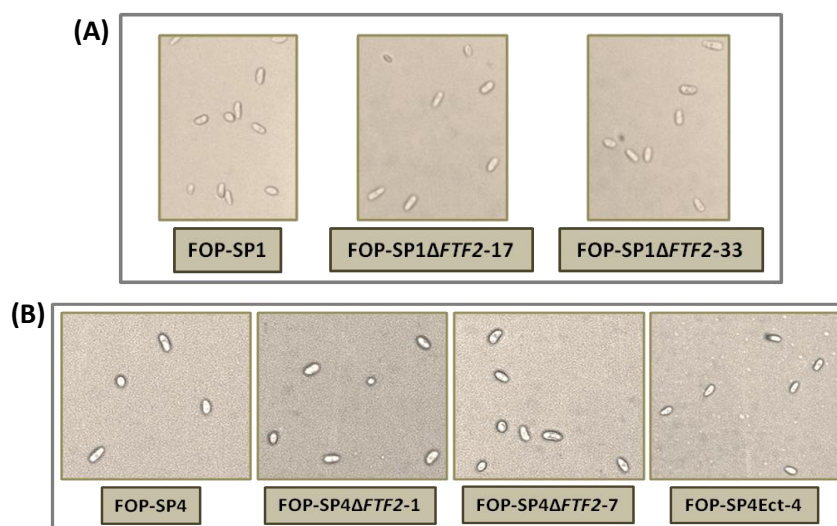 (A)
FOP-SP1
FOP-SP1ΔFTF2-17
FOP-SP1ΔFTF2-33
(B)
FOP-SP4
FOP-SP4ΔFTF2-1
FOP-SP4ΔFTF2-7
FOP-SP4Ect-4